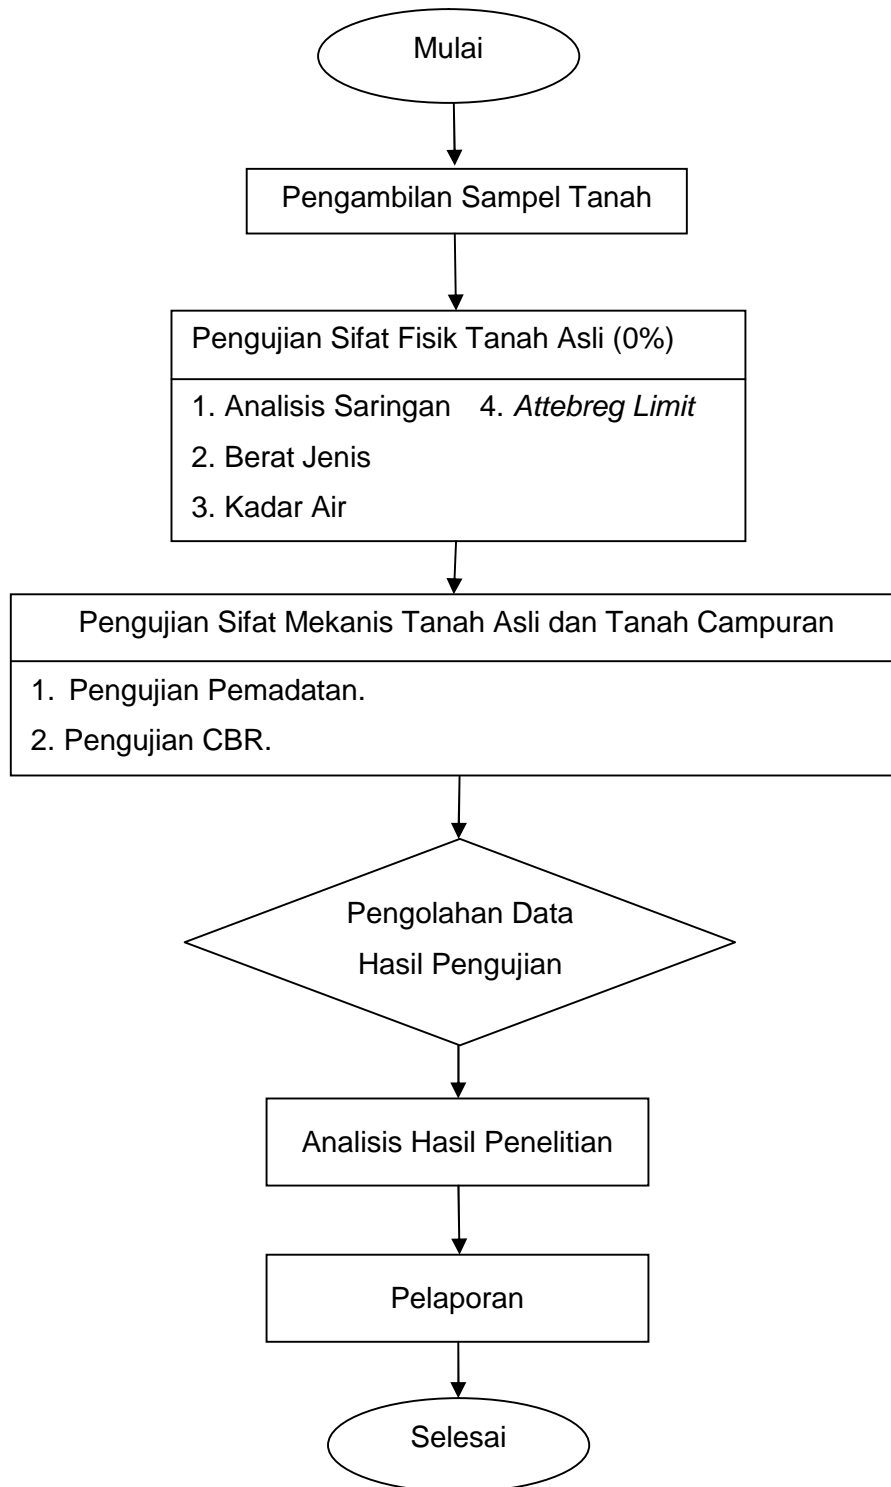 Mulai
Pengambilan Sampel Tanah
Pengujian Sifat Fisik Tanah Asli (0%)
1. Analisis Saringan 4. Attebreg Limit
2. Berat Jenis
3. Kadar Air
Pengujian Sifat Mekanis Tanah Asli dan Tanah Campuran
1. Pengujian Pemadatan.
2. Pengujian CBR.
Pengolahan Data
Hasil Pengujian
Analisis Hasil Penelitian
Pelaporan
Selesai